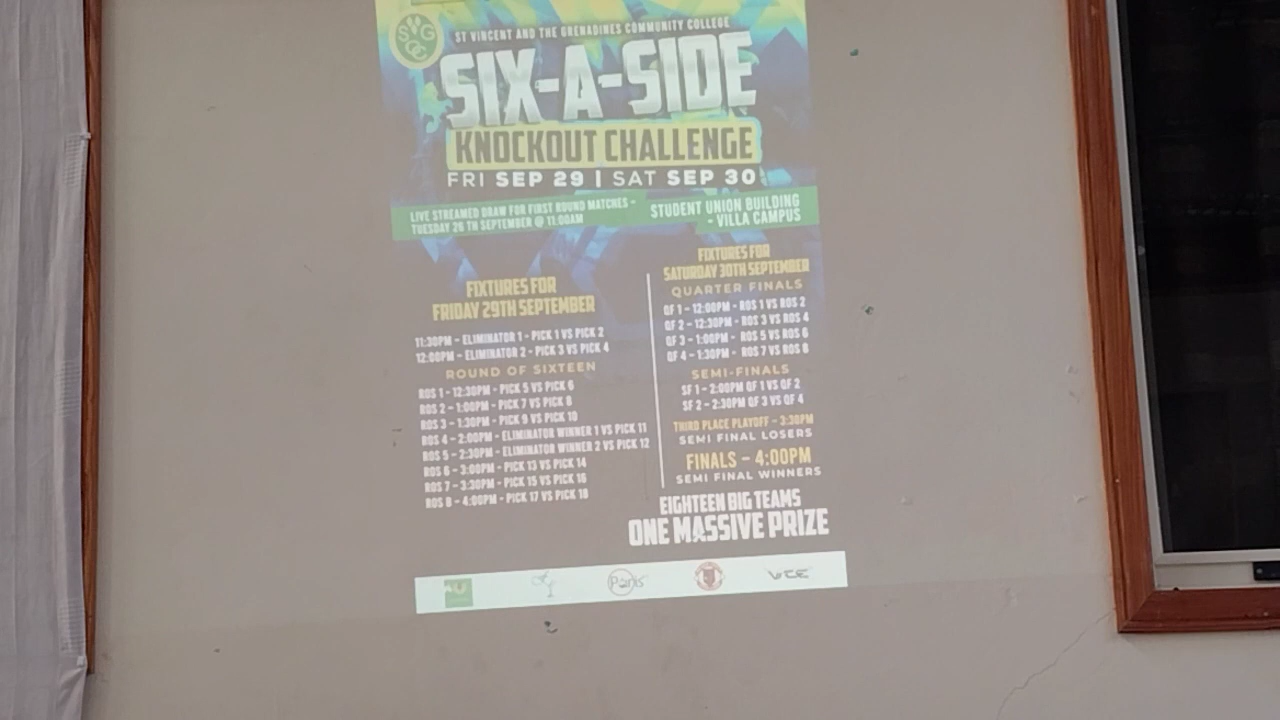 SVGCC
ST VINCENT AND THE GRENADINES COMMUNITY COLLEGE
SIX-A-SIDE
KNOCKOUT CHALLENGE
FRI SEP 29 | SAT SEP 30
LIVE STREAMED DRAW FOR FIRST ROUND MATCHES -
TUESDAY 26 TH SEPTEMBER @ 11:00AM
STUDENT UNION BUILDING
- VILLA CAMPUS
FIXTURES FOR
FRIDAY 29TH SEPTEMBER
11:30PM - ELIMINATOR 1 - PICK 1 VS PICK 2
12:00PM - ELIMINATOR 2 - PICK 3 VS PICK 4
ROUND OF SIXTEEN
ROS 1 - 12:30PM - PICK 5 VS PICK 6
ROS 2 - 1:00PM - PICK 7 VS PICK 8
ROS 3 - 1:30PM - PICK 9 VS PICK 10
ROS 4 - 2:00PM - ELIMINATOR WINNER 1 VS PICK 11
ROS 5 - 2:30PM - ELIMINATOR WINNER 2 VS PICK 12
ROS 6 - 3:00PM - PICK 13 VS PICK 14
ROS 7 - 3:30PM - PICK 15 VS PICK 16
ROS 8 - 4:00PM - PICK 17 VS PICK 18
FIXTURES FOR
SATURDAY 30TH SEPTEMBER
QUARTER FINALS
QF 1 - 12:00PM - ROS 1 VS ROS 2
QF 2 - 12:30PM - ROS 3 VS ROS 4
QF 3 - 1:00PM - ROS 5 VS ROS 6
QF 4 - 1:30PM - ROS 7 VS ROS 8
SEMI-FINALS
SF 1 - 2:00PM QF 1 VS QF 2
SF 2 - 2:30PM QF 3 VS QF 4
THIRD PLACE PLAYOFF - 3:30PM
SEMI FINAL LOSERS
FINALS - 4:00PM
SEMI FINAL WINNERS
EIGHTEEN BIG TEAMS
ONE MASSIVE PRIZE
Paris